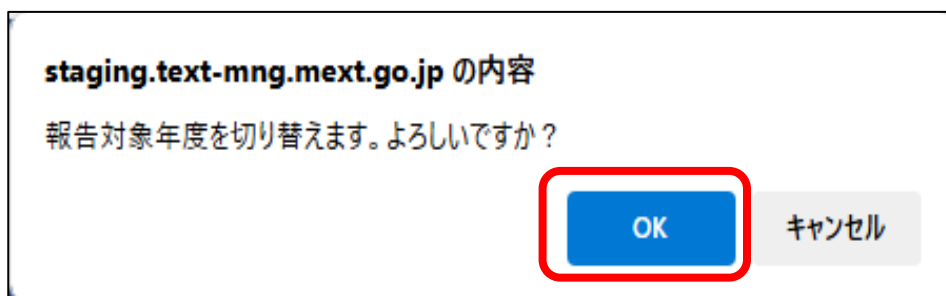 staging.text-mng.mext.go.jp の内容
報告対象年度を切り替えます。よろしいですか？
OK キャンセル